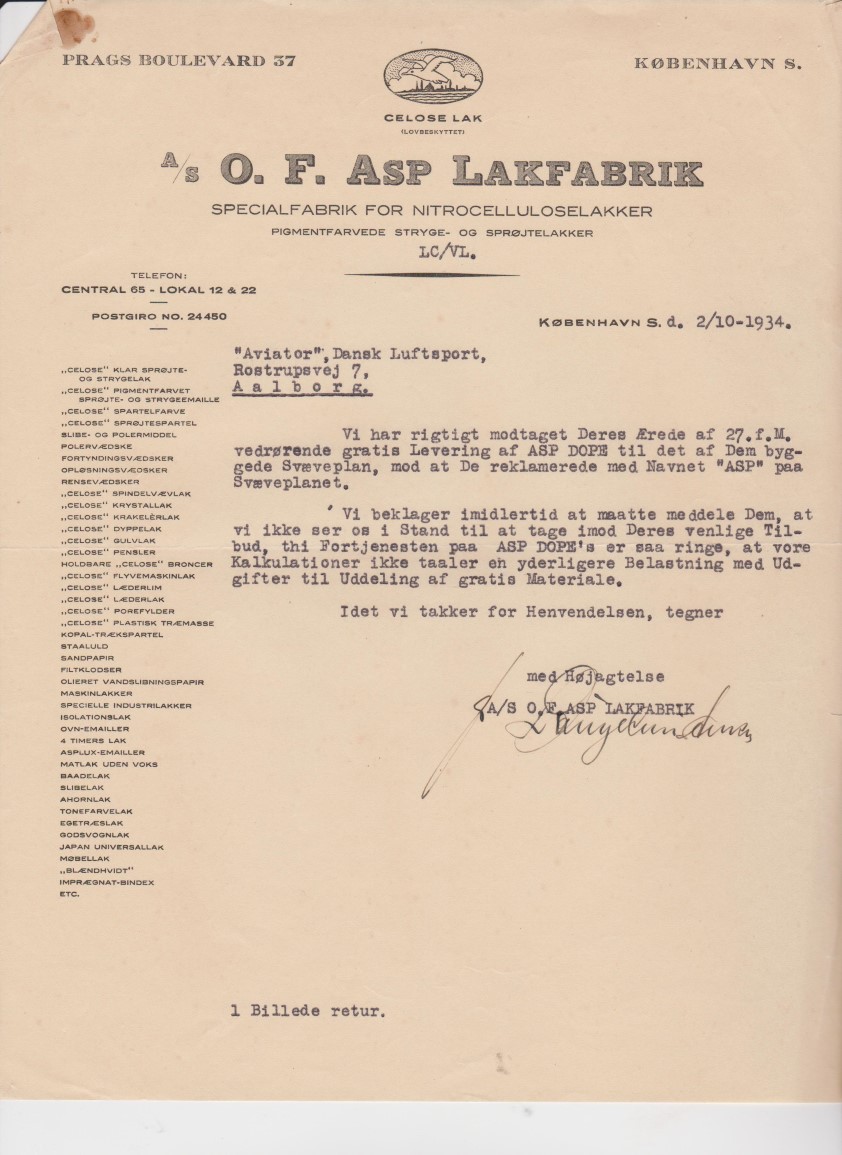 PRAGS BOULEVARD 37
KØBENHAVN S.
CELOSE LAK
(LOVBESKYTTET)
A/S O. F. ASP LAKFABRIK
SPECIALFABRIK FOR NITROCELLULOSELAKKER
PIGMENTFARVEDE STRYGE- OG SPRØJTELAKKER
LC/VL.
TELEFON:
CENTRAL 65 - LOKAL 12 & 22
POSTGIRO NO. 24450
KØBENHAVN S. d. 2/10-1934.
"Aviator", Dansk Luftsport,
Rostrupsvej 7,
Aalborg.
Vi har rigtigt modtaget Deres Ærede af 27.f.M.
vedrørende gratis Levering af ASP DOPE til det af Dem byg-
gede Svæveplan, mod at De reklamerede med Navnet "ASP" paa
Svæveplanet.
Vi beklager imidlertid at maatte meddele Dem, at
vi ikke ser os i Stand til at tage imod Deres venlige Til-
bud, thi Fortjenesten paa ASP DOPE's er saa ringe, at vore
Kalkulationer ikke taaler en yderligere Belastning med Ud-
gifter til Uddeling af gratis Materiale.
Idet vi takker for Henvendelsen, tegner
med Højagtelse
A/S O.F.ASP LAKFABRIK
„CELOSE" KLAR SPRØJTE-
OG STRYGELAK
„CELOSE" PIGMENTFARVET
SPRØJTE- OG STRYGEEMAILLE
„CELOSE" SPARTELFARVE
„CELOSE" SPRØJTESPARTEL
SLIBE- OG POLERMIDDEL
POLERVÆDSKE
FORTYNDINGSVÆDSKER
OPLØSNINGSVÆDSKER
RENSEVÆDSKER
„CELOSE" SPINDELVÆVLAK
„CELOSE" KRYSTALLAK
„CELOSE" KRAKELÈRLAK
„CELOSE" DYPPELAK
„CELOSE" GULVLAK
„CELOSE" PENSLER
HOLDBARE „CELOSE" BRONCER
„CELOSE" FLYVEMASKINLAK
„CELOSE" LÆDERLIM
„CELOSE" LÆDERLAK
„CELOSE" POREFYLDER
„CELOSE" PLASTISK TRÆMASSE
KOPAL-TRÆKSPARTEL
STAALULD
SANDPAPIR
FILTKLODSER
OLIERET VANDSLIBNINGSPAPIR
MASKINLAKKER
SPECIELLE INDUSTRILAKKER
ISOLATIONSLAK
OVN-EMAILLER
4 TIMERS LAK
ASPLUX-EMAILLER
MATLAK UDEN VOKS
BAADELAK
SLIBELAK
AHORNLAK
TONEFARVELAK
EGETRÆSLAK
GODSVOGNLAK
JAPAN UNIVERSALLAK
MØBELLAK
„BLÆNDHVIDT"
IMPRÆGNAT-BINDEX
ETC.
1 Billede retur.